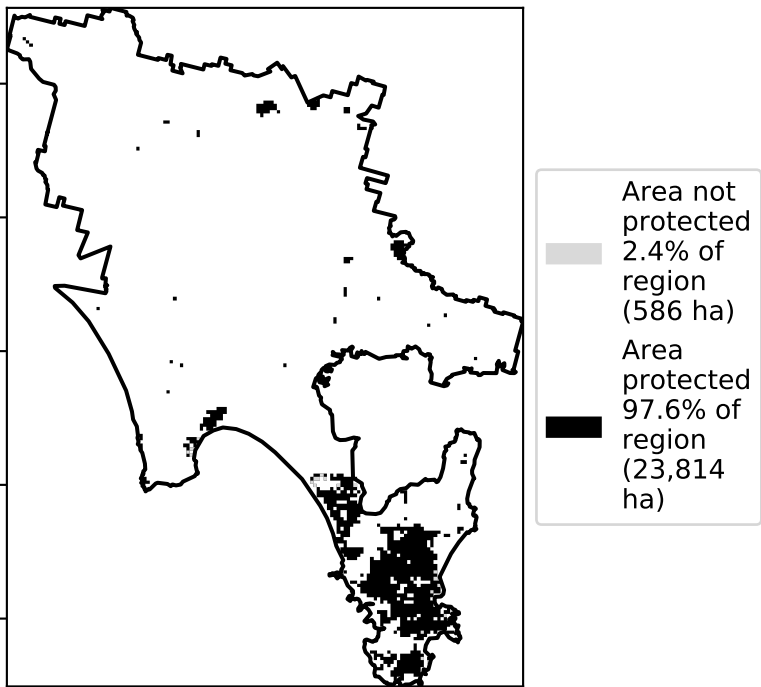 Area not
protected
2.4% of
region
(586 ha)
Area
protected
97.6% of
region
(23,814
ha)